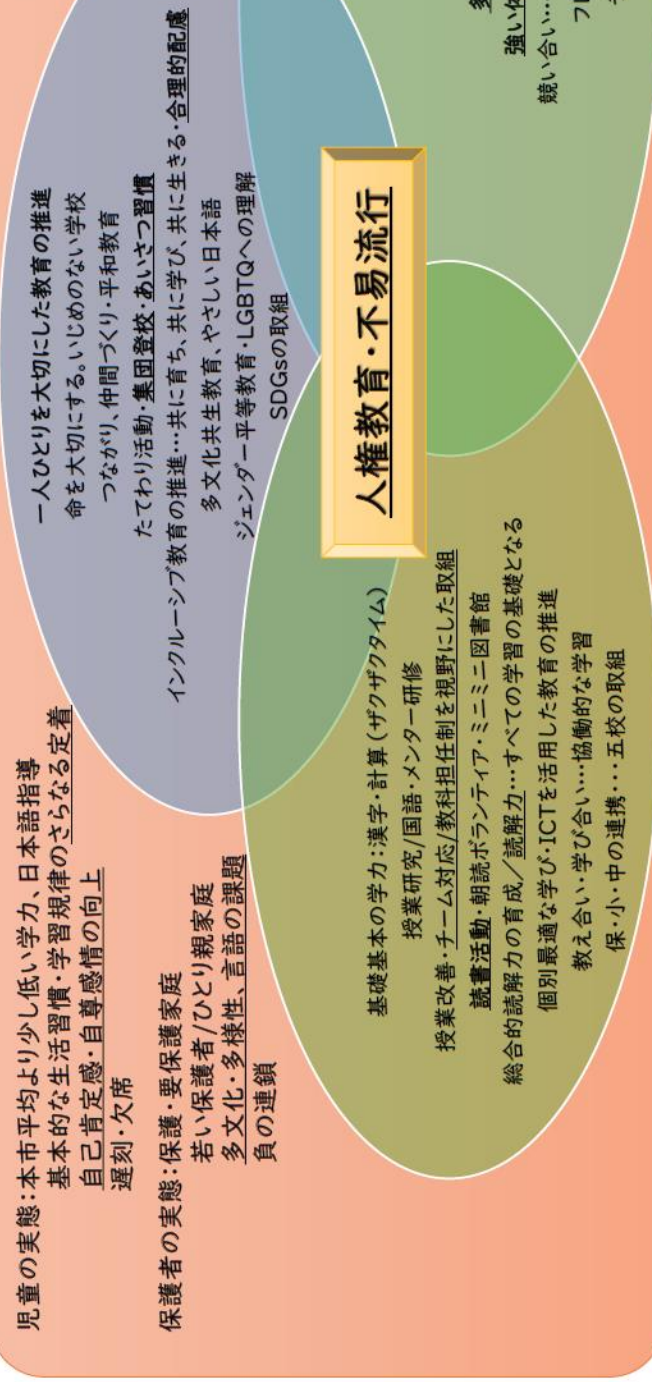 児童の実態：本市平均より少し低い学力、日本語指導
基本的な生活習慣・学習規律のさらなる定着
自己肯定感・自尊感情の向上
遅刻・欠席
保護者の実態：保護・要保護家庭
若い保護者/ひとり親家庭
多文化・多様性、言語の課題
負の連鎖
一人ひとりを大切にした教育の推進
命を大切にする。いじめのない学校
つながり、仲間づくり・平和教育
たてわり活動・集団登校・あいさつ習慣
インクルーシブ教育の推進…共に育ち、共に学び、共に生きる・合理的配慮
多文化共生教育、やさしい日本語
ジェンダー平等教育・LGBTQへの理解
SDGsの取組
人権教育・不易流行
基礎基本の学力：漢字・計算（ザクザクタイム）
授業研究/国語・メンター研修
授業改善・チーム対応/教科担任制を視野にした取組
読書活動・朝読ボランティア・ミニミニ図書館
総合的読解力の育成／読解力…すべての学習の基礎となる
個別最適な学び・ICTを活用した教育の推進
教え合い・学び合い…協働的な学習
保・小・中の連携・・・五校の取組
強い
競い合い…